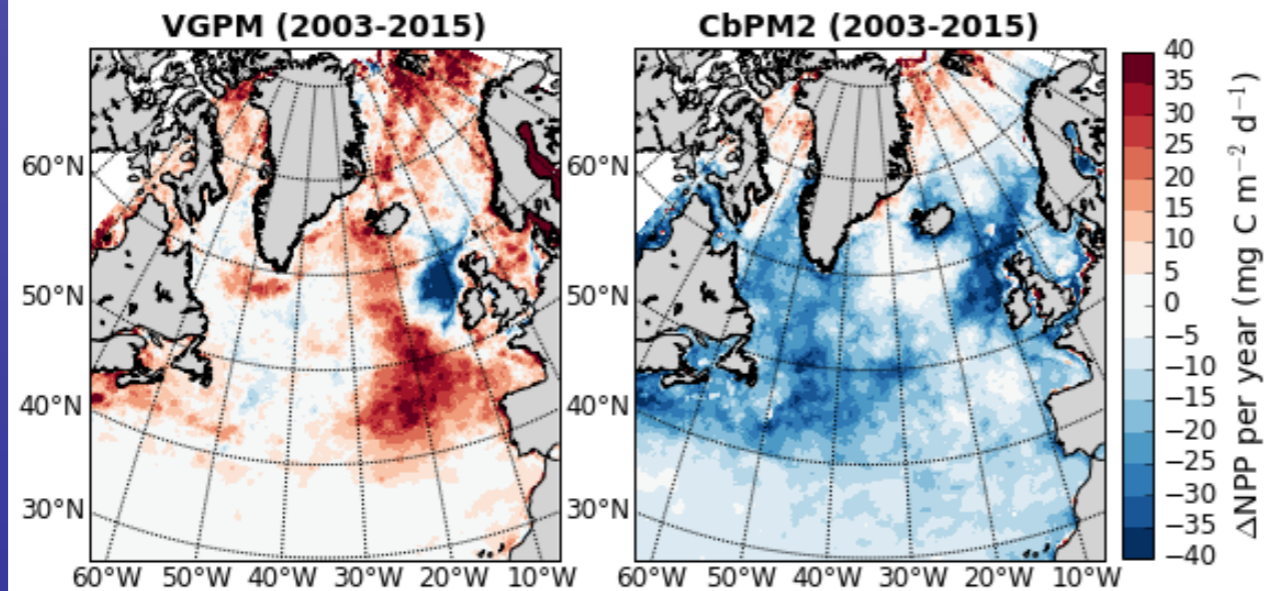 VGPM (2003-2015)
60°N
50°N
40°N
30°N
60°W 50°W 40°W 30°W 20°W 10°W
CbPM2 (2003-2015)
60°N
50°N
40°N
30°N
60°W 50°W 40°W 30°W 20°W 10°W
40
35
30
25
20
15
10
5
0
−5
−10
−15
−20
−25
−30
−35
−40
ΔNPP per year (mg C m⁻² d⁻¹)